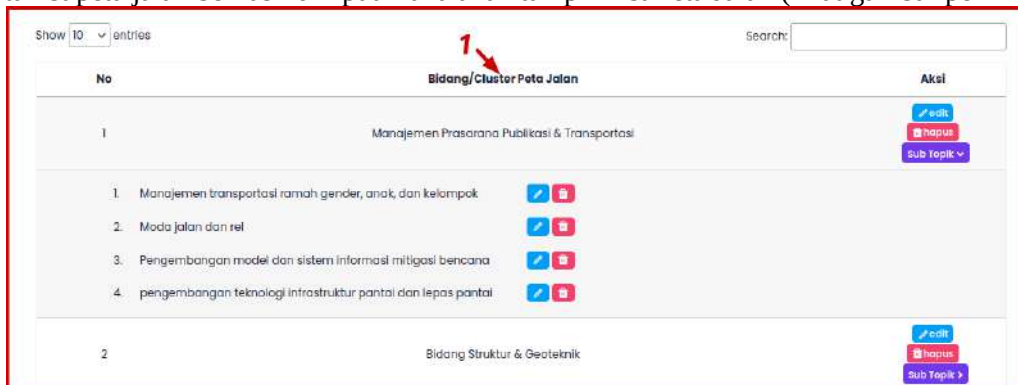 Show 10 entries Search:
1
No Bidang/Cluster Peta Jalan Aksi
1 Manajemen Prasarana Publikasi & Transportasi edit hapus Sub Topik
1. Manajemen transportasi ramah gender, anak, dan kelompok
2. Moda jalan dan rel
3. Pengembangan model dan sistem informasi mitigasi bencana
4. pengembangan teknologi infrastruktur pantai dan lepas pantai
2 Bidang Struktur & Geoteknik edit hapus Sub Topik